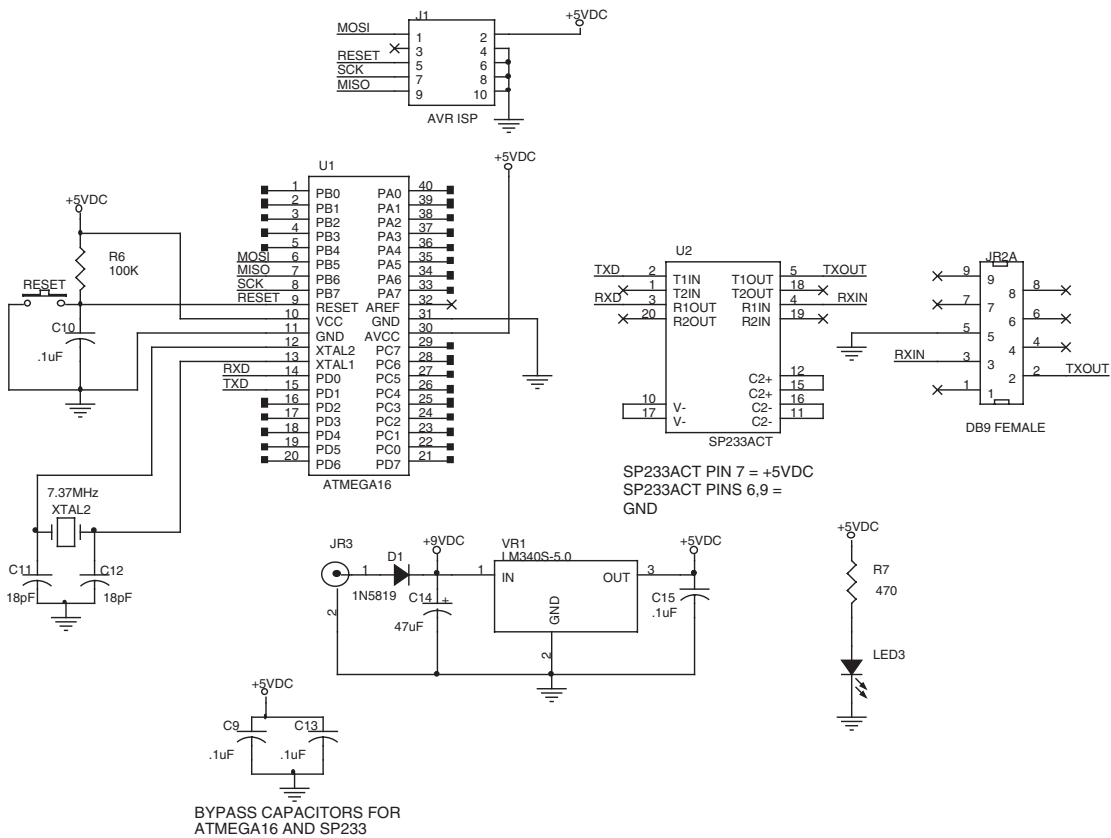 J1
+5VDC
MOSI 1 2
3 4
RESET 5 6
SCK 7 8
MISO 9 10
AVR ISP
+5VDC
U1
1 PB0 PA0 40
2 PB1 PA1 39
3 PB2 PA2 38
4 PB3 PA3 37
5 PB4 PA4 36
MOSI 6 PB5 PA5 35
MISO 7 PB6 PA6 34
SCK 8 PB7 PA7 33
RESET 9 RESET AREF 32
10 VCC GND 31
11 GND AVCC 30
12 XTAL2 PC7 29
13 XTAL1 PC6 28
RXD 14 PD0 PC5 27
TXD 15 PD1 PC4 26
16 PD2 PC3 25
17 PD3 PC2 24
18 PD4 PC1 23
19 PD5 PC0 22
20 PD6 PD7 21
ATMEGA16
+5VDC
R6
100K
RESET
C10
.1uF
7.37MHz
XTAL2
C11
18pF
C12
18pF
U2
TXD 2 T1IN T1OUT 5 TXOUT
1 T2IN T2OUT 18
RXD 3 R1OUT R1IN 4 RXIN
20 R2OUT R2IN 19
C2+ 12
C2+ 15
10 V- C2- 16
17 V- C2- 11
SP233ACT
SP233ACT PIN 7 = +5VDC
SP233ACT PINS 6,9 =
GND
JR2A
9 9
8 8
7 7
6 6
5 5
4 4
RXIN 3 3
2 2 TXOUT
1 1
DB9 FEMALE
JR3
1
2
D1
1N5819
+9VDC
C14
+
47uF
VR1
LM340S-5.0
1 IN OUT 3
GND
2
+5VDC
C15
.1uF
+5VDC
R7
470
LED3
+5VDC
C9
.1uF
C13
.1uF
BYPASS CAPACITORS FOR
ATMEGA16 AND SP233